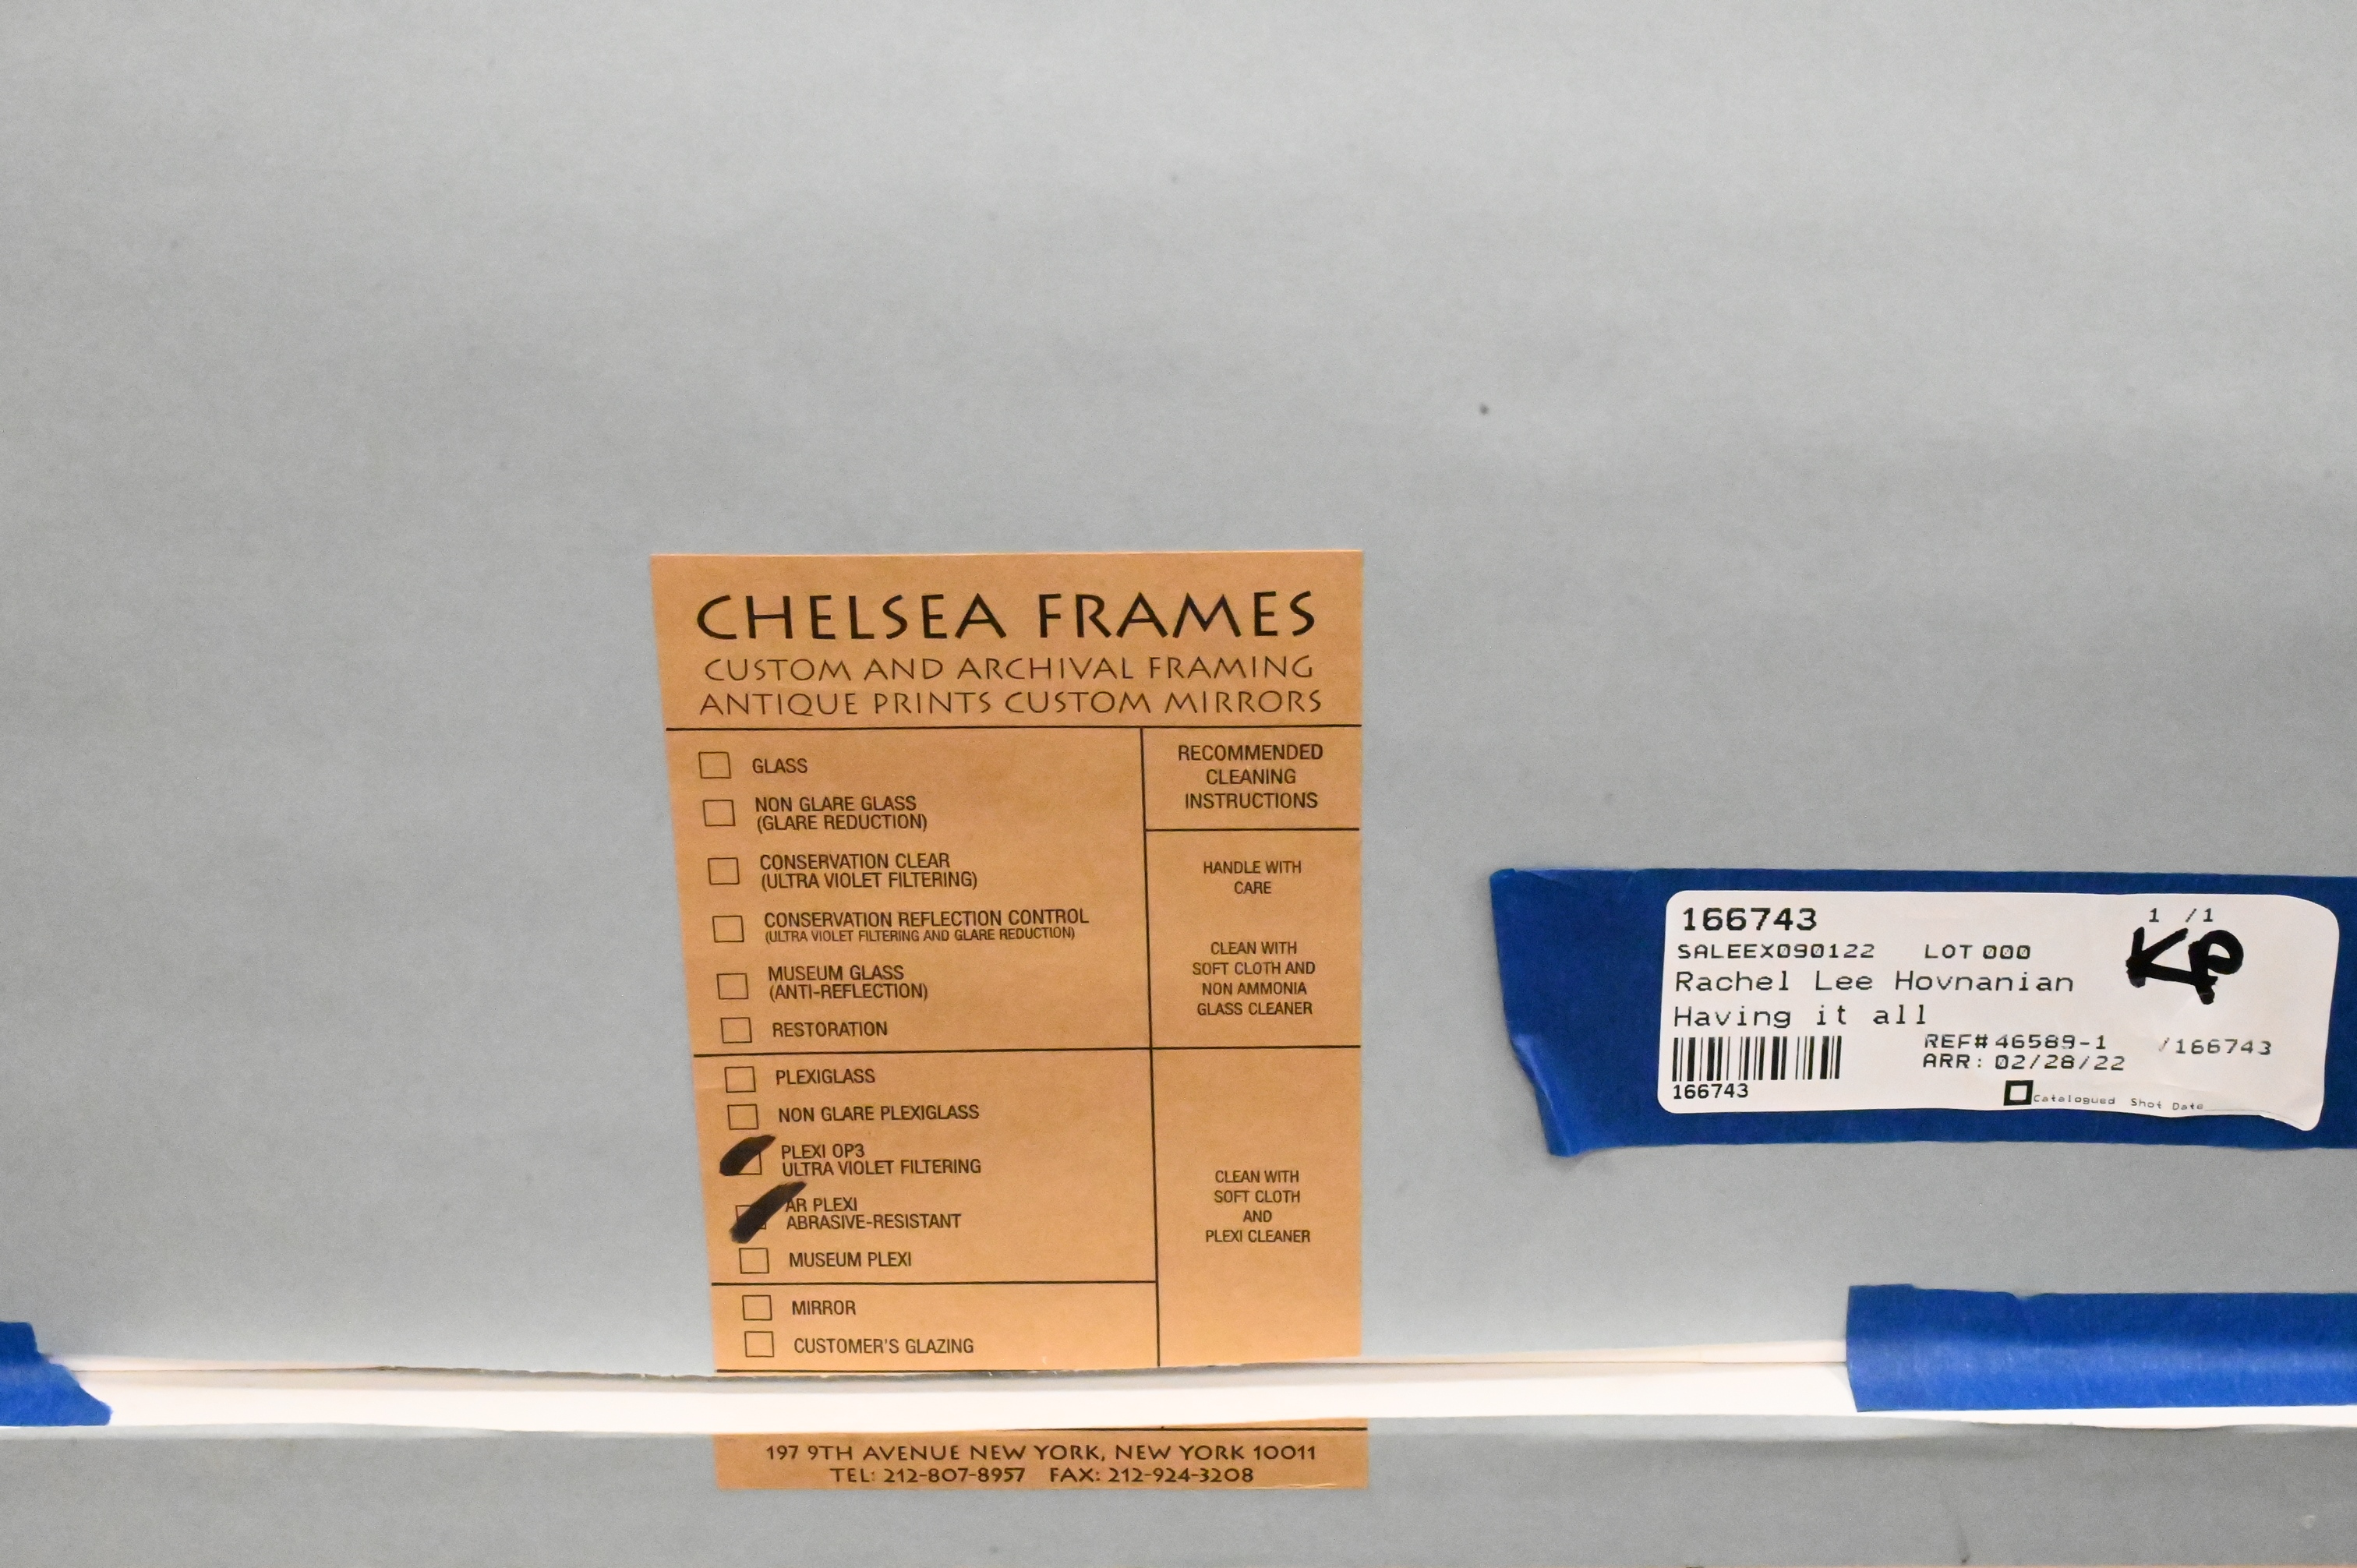 CHELSEA FRAMES
CUSTOM AND ARCHIVAL FRAMING
ANTIQUE PRINTS CUSTOM MIRRORS
GLASS
NON GLARE GLASS
(GLARE REDUCTION)
CONSERVATION CLEAR
(ULTRA VIOLET FILTERING)
CONSERVATION REFLECTION CONTROL
(ULTRA VIOLET FILTERING AND GLARE REDUCTION)
MUSEUM GLASS
(ANTI-REFLECTION)
RESTORATION
RECOMMENDED
CLEANING
INSTRUCTIONS
HANDLE WITH
CARE
CLEAN WITH
SOFT CLOTH AND
NON AMMONIA
GLASS CLEANER
PLEXIGLASS
NON GLARE PLEXIGLASS
PLEXI OP3
ULTRA VIOLET FILTERING
AR PLEXI
ABRASIVE-RESISTANT
MUSEUM PLEXI
MIRROR
CUSTOMER'S GLAZING
CLEAN WITH
SOFT CLOTH
AND
PLEXI CLEANER
197 9TH AVENUE NEW YORK, NEW YORK 10011
TEL: 212-807-8957 FAX: 212-924-3208
166743 1 /1
SALEEX090122 LOT 000
KP
Rachel Lee Hovnanian
Having it all
REF# 46589-1 /166743
ARR: 02/28/22
166743
Catalogued Shot Date